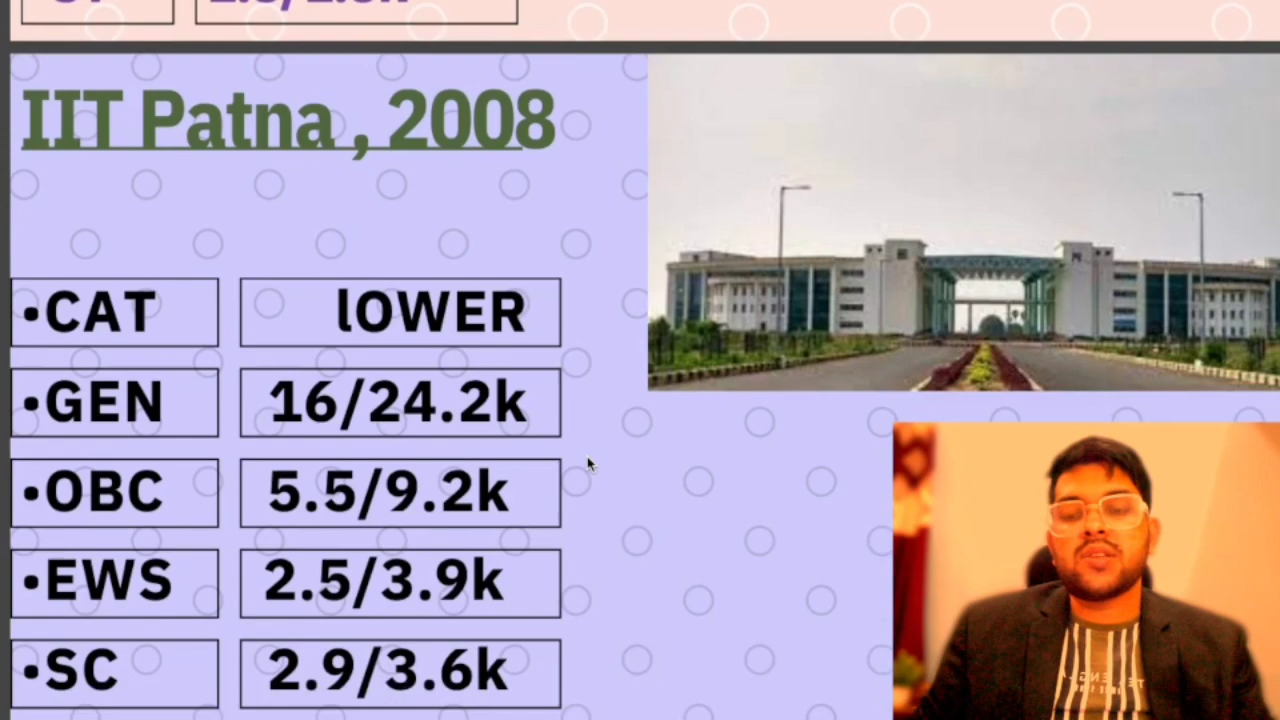 IIT Patna , 2008
•CAT lOWER
•GEN 16/24.2k
•OBC 5.5/9.2k
•EWS 2.5/3.9k
•SC 2.9/3.6k